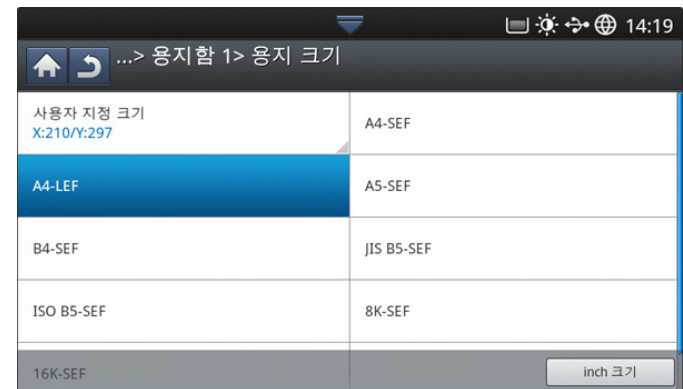 14:19
...> 용지함 1> 용지 크기
사용자 지정 크기
X:210/Y:297
A4-SEF
A4-LEF
A5-SEF
B4-SEF
JIS B5-SEF
ISO B5-SEF
8K-SEF
16K-SEF
inch 크기